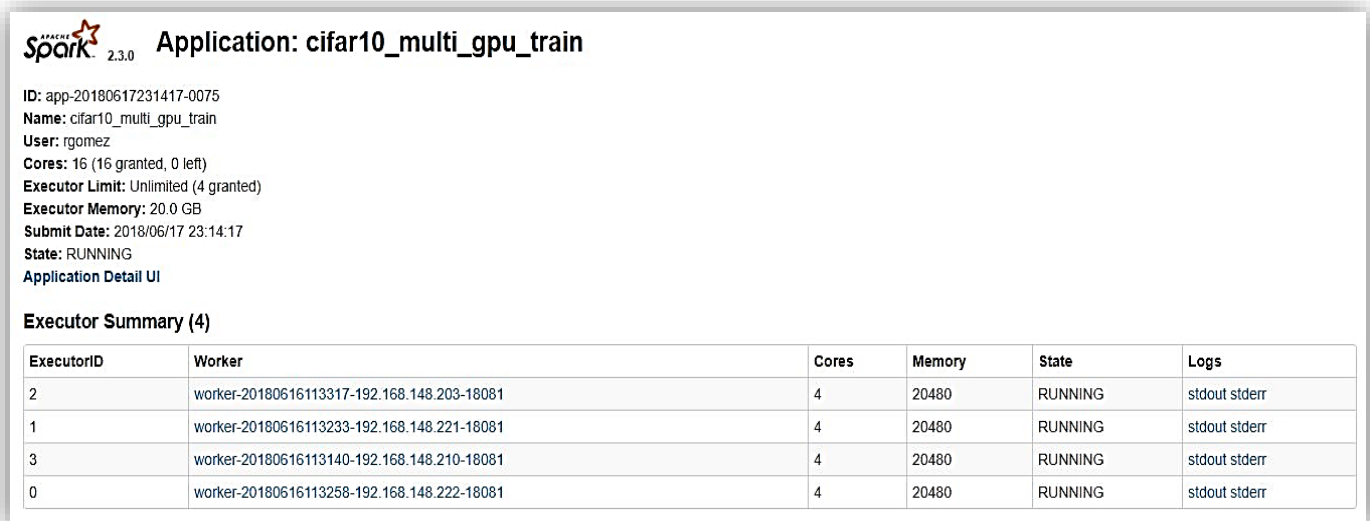 APACHE Spark 2.3.0 Application: cifar10_multi_gpu_train
ID: app-20180617231417-0075
Name: cifar10_multi_gpu_train
User: rgomez
Cores: 16 (16 granted, 0 left)
Executor Limit: Unlimited (4 granted)
Executor Memory: 20.0 GB
Submit Date: 2018/06/17 23:14:17
State: RUNNING
Application Detail UI
Executor Summary (4)
ExecutorID Worker Cores Memory State Logs
2 worker-20180616113317-192.168.148.203-18081 4 20480 RUNNING stdout stderr
1 worker-20180616113233-192.168.148.221-18081 4 20480 RUNNING stdout stderr
3 worker-20180616113140-192.168.148.210-18081 4 20480 RUNNING stdout stderr
0 worker-20180616113258-192.168.148.222-18081 4 20480 RUNNING stdout stderr